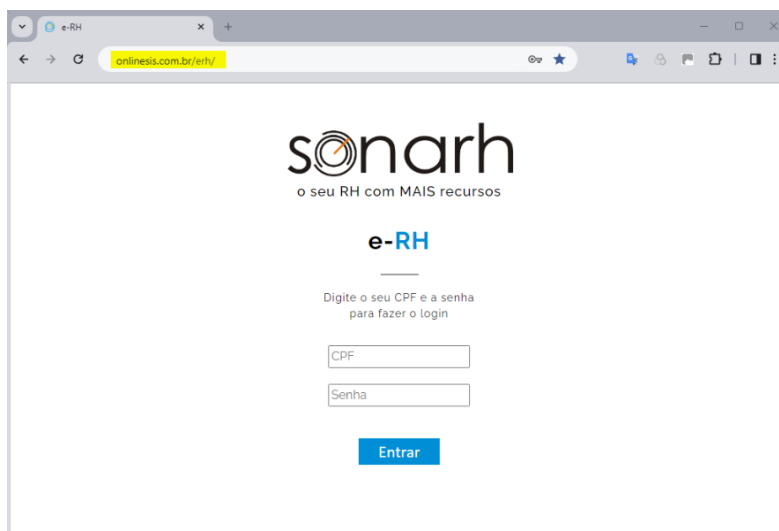 e-RH
onlinesis.com.br/erh/
sonarh
o seu RH com MAIS recursos
e-RH
Digite o seu CPF e a senha
para fazer o login
CPF
Senha
Entrar